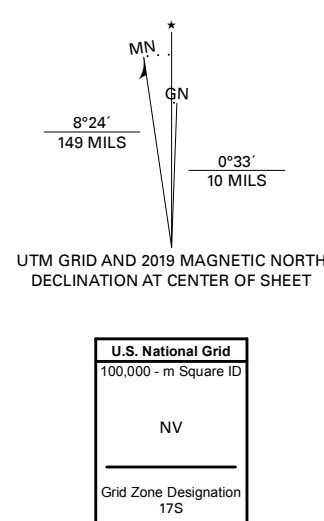 MN
GN
8°24´
149 MILS
0°33´
10 MILS
UTM GRID AND 2019 MAGNETIC NORTH
DECLINATION AT CENTER OF SHEET
U.S. National Grid
100,000 - m Square ID
NV
Grid Zone Designation
17S